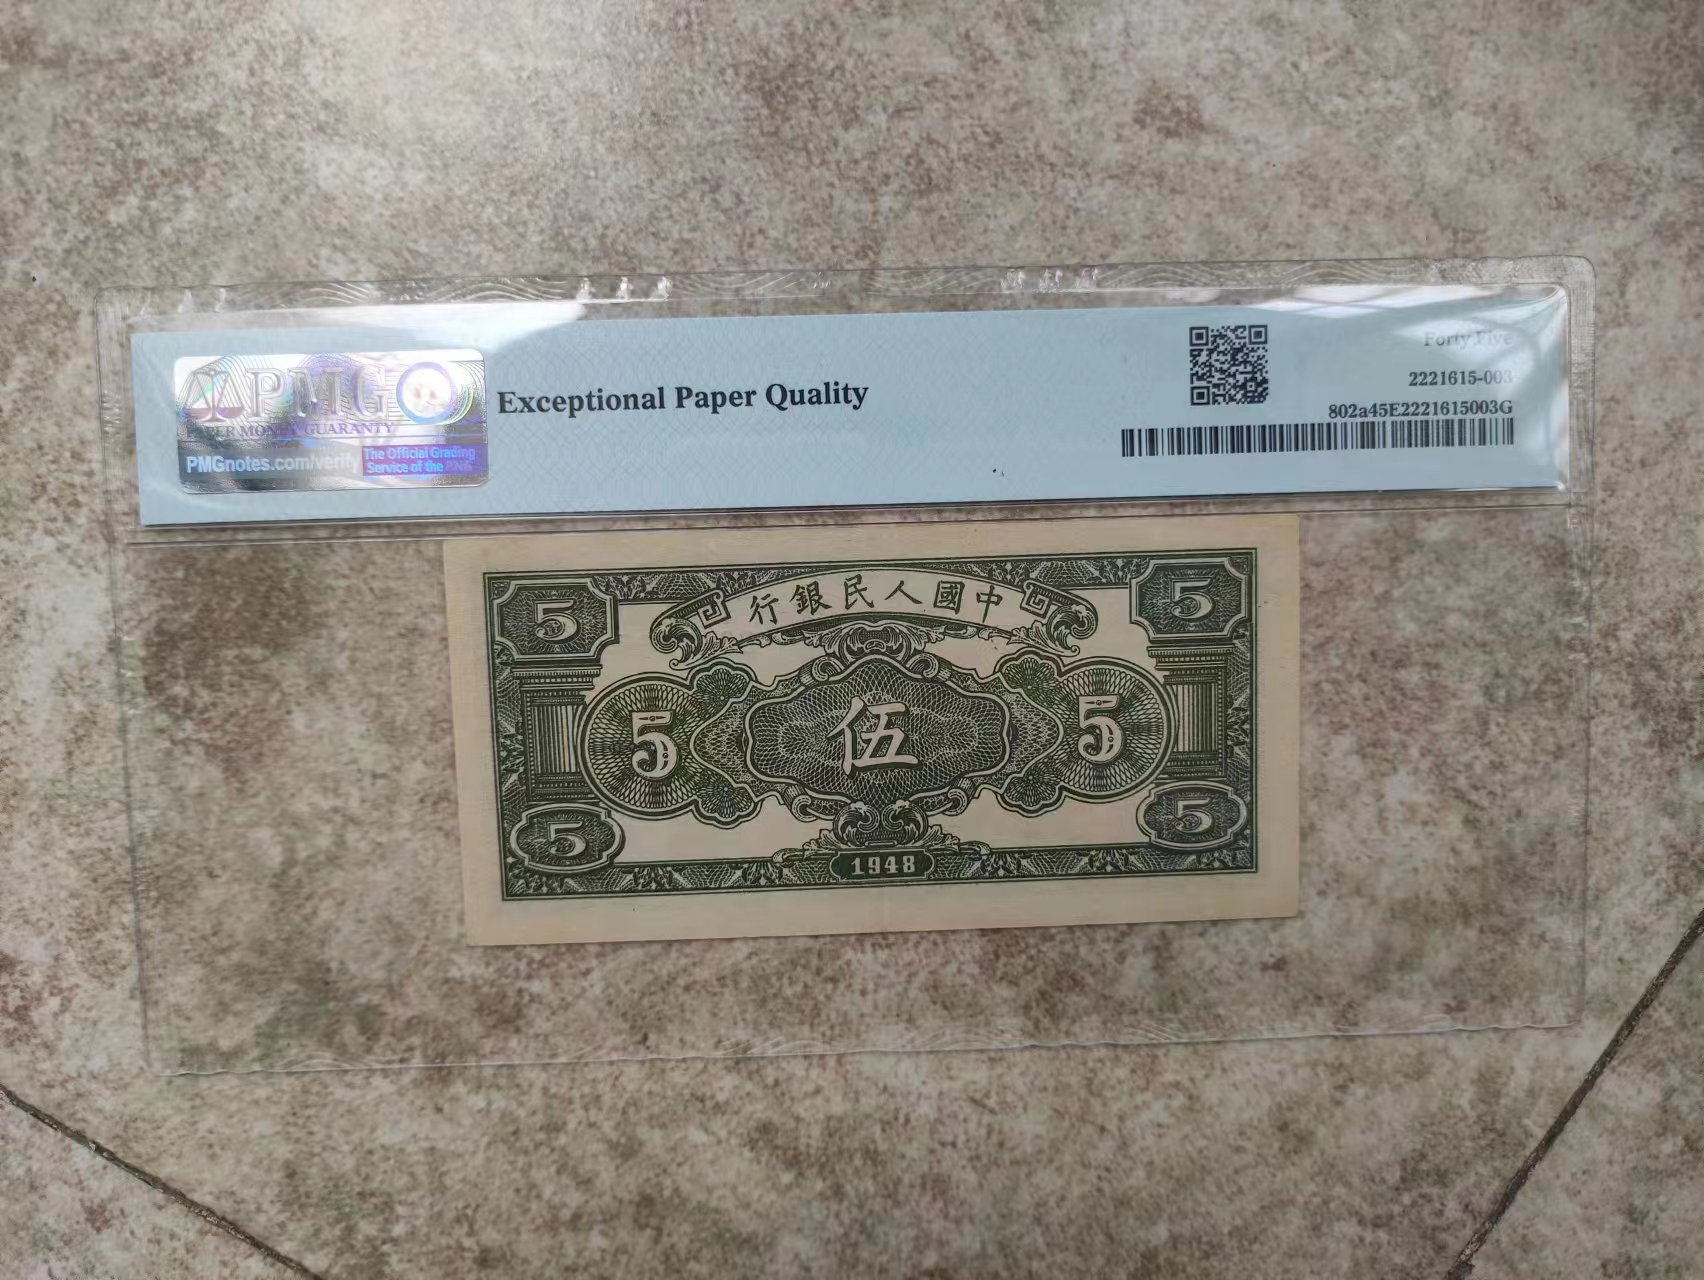 PMG
PAPER MONEY GUARANTY
PMGnotes.com/verify
The Official Grading
Service of the PNG
Exceptional Paper Quality
Forty Five
2221615-003
802a45E2221615003G
行銀民人國中
5
5
5
伍
5
5
5
1948